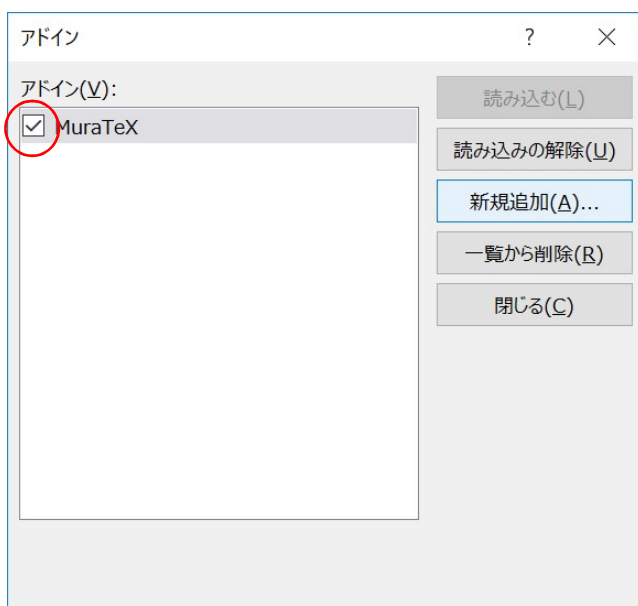 アドイン
?
アドイン(V):
MuraTeX
読み込む(L)
読み込みの解除(U)
新規追加(A)...
一覧から削除(R)
閉じる(C)